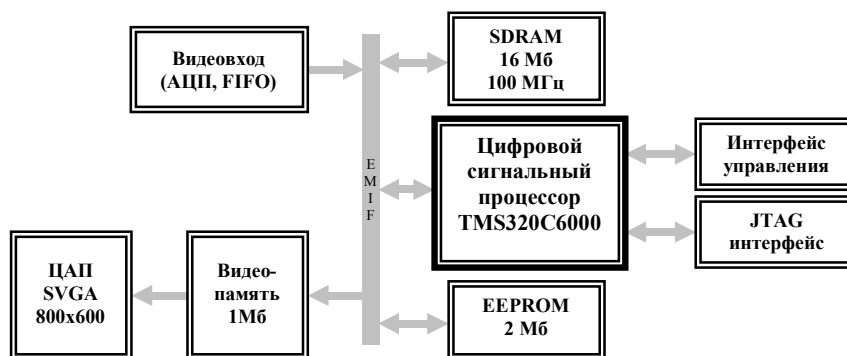 Видеовход
(АЦП, FIFO)
SDRAM
16 Мб
100 МГц
EMIF
Цифровой
сигнальный
процессор
TMS320C6000
Интерфейс
управления
JTAG
интерфейс
ЦАП
SVGA
800x600
Видео-
память
1Мб
EEPROM
2 Мб